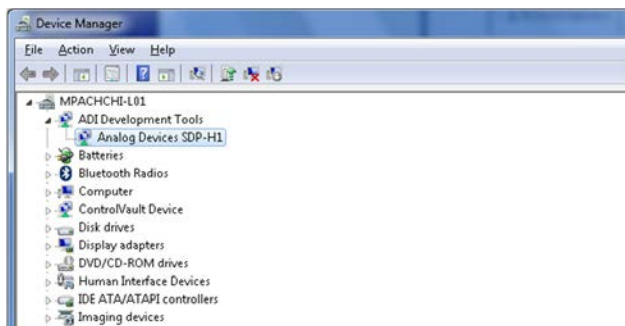 Device Manager
File Action View Help
MPACHCHI-L01
ADI Development Tools
Analog Devices SDP-H1
Batteries
Bluetooth Radios
Computer
ControlVault Device
Disk drives
Display adapters
DVD/CD-ROM drives
Human Interface Devices
IDE ATA/ATAPI controllers
Imaging devices